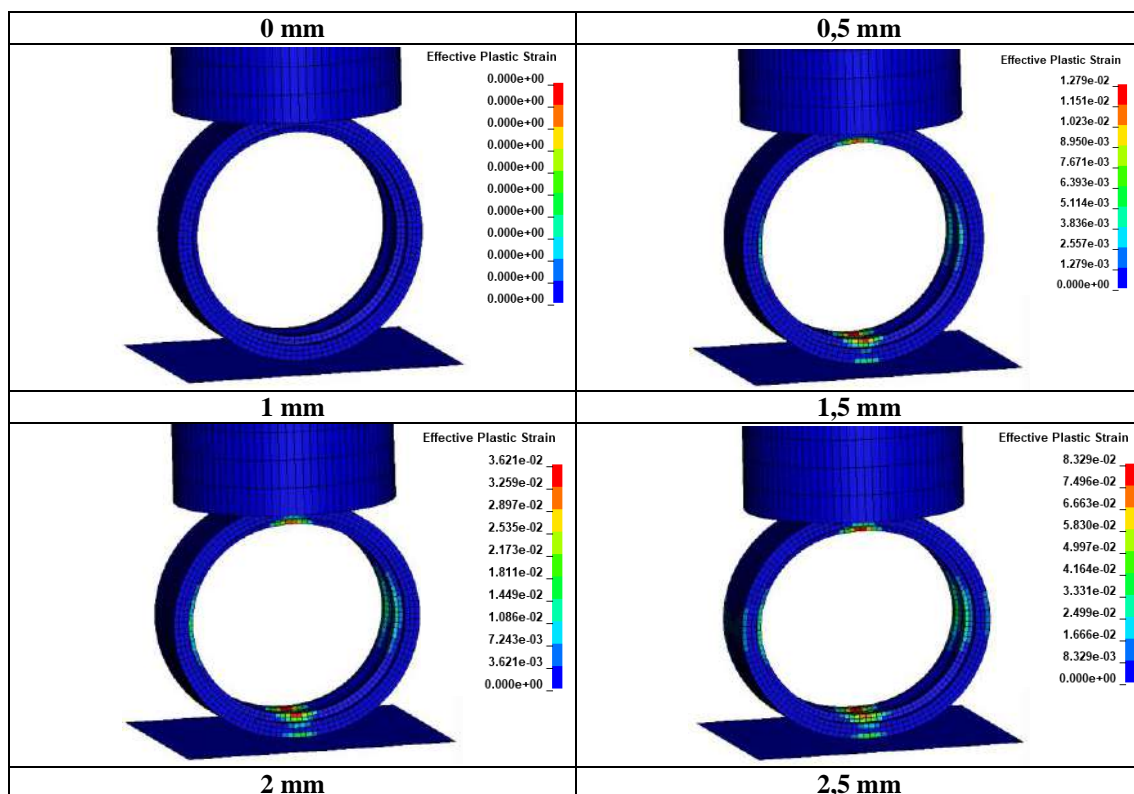 0 mm
0,5 mm
Effective Plastic Strain
0.000e+00
0.000e+00
0.000e+00
0.000e+00
0.000e+00
0.000e+00
0.000e+00
0.000e+00
0.000e+00
0.000e+00
0.000e+00
Effective Plastic Strain
1.279e-02
1.151e-02
1.023e-02
8.950e-03
7.671e-03
6.393e-03
5.114e-03
3.836e-03
2.557e-03
1.279e-03
0.000e+00
1 mm
1,5 mm
Effective Plastic Strain
3.621e-02
3.259e-02
2.897e-02
2.535e-02
2.173e-02
1.811e-02
1.449e-02
1.086e-02
7.243e-03
3.621e-03
0.000e+00
Effective Plastic Strain
8.329e-02
7.496e-02
6.663e-02
5.830e-02
4.997e-02
4.164e-02
3.331e-02
2.499e-02
1.666e-02
8.329e-03
0.000e+00
2 mm
2,5 mm